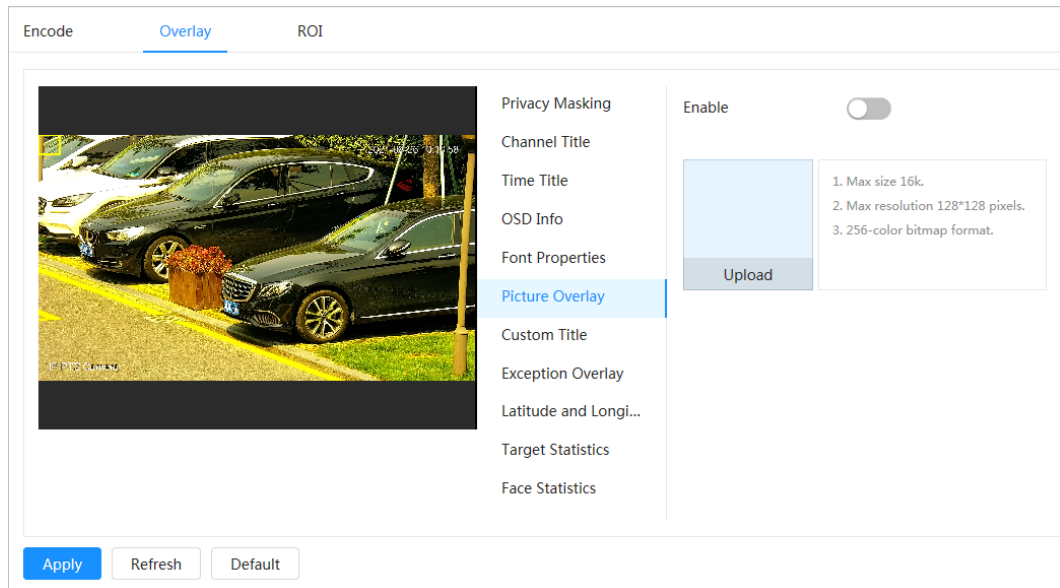 Encode
Overlay
ROI
Privacy Masking
Channel Title
Time Title
OSD Info
Font Properties
Picture Overlay
Custom Title
Exception Overlay
Latitude and Longi...
Target Statistics
Face Statistics
Enable
Upload
1. Max size 16k.
2. Max resolution 128*128 pixels.
3. 256-color bitmap format.
Apply
Refresh
Default